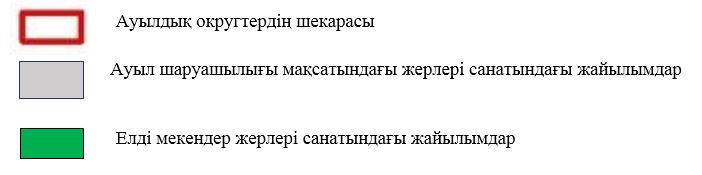 Ауылдық округтердің шекарасы
Ауыл шаруашылығы мақсатындағы жерлері санатындағы жайылымдар
Елді мекендер жерлері санатындағы жайылымдар